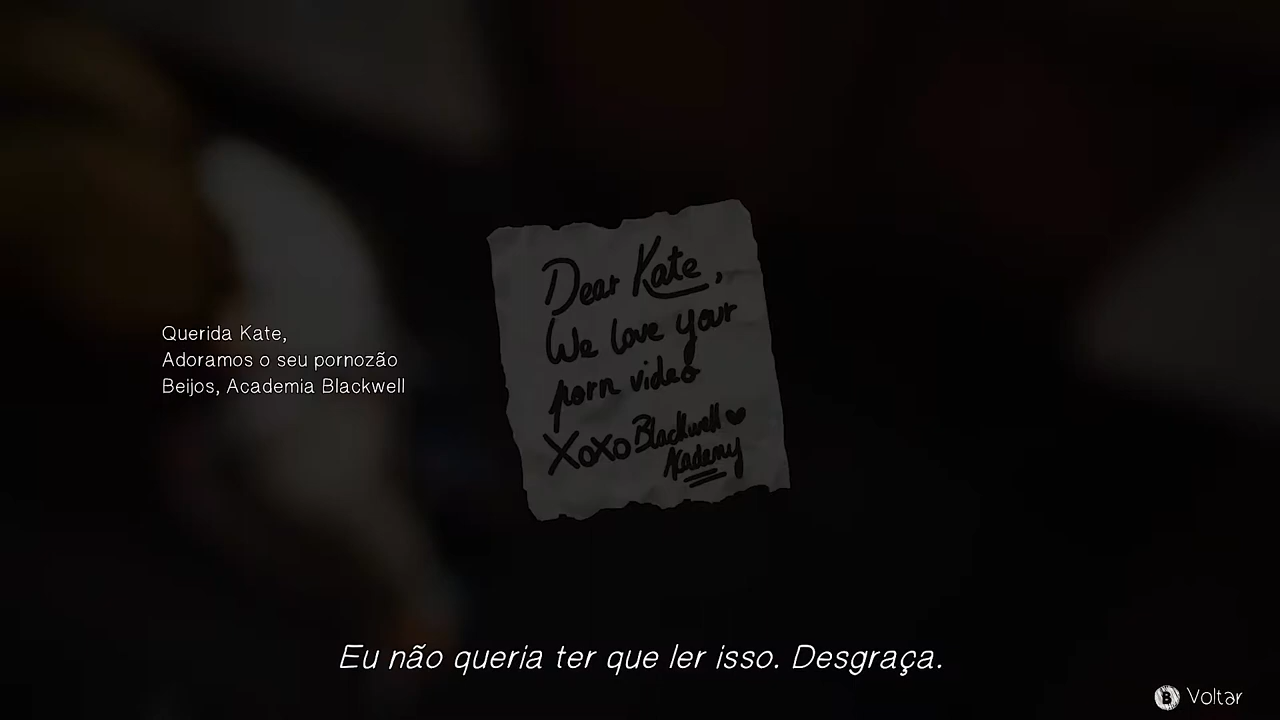 Dear Kate,
We love your
porn video
XoXo Blackwell
Academy
Querida Kate,
Adoramos o seu pornozão
Beijos, Academia Blackwell
Eu não queria ter que ler isso. Desgraça.
B Voltar